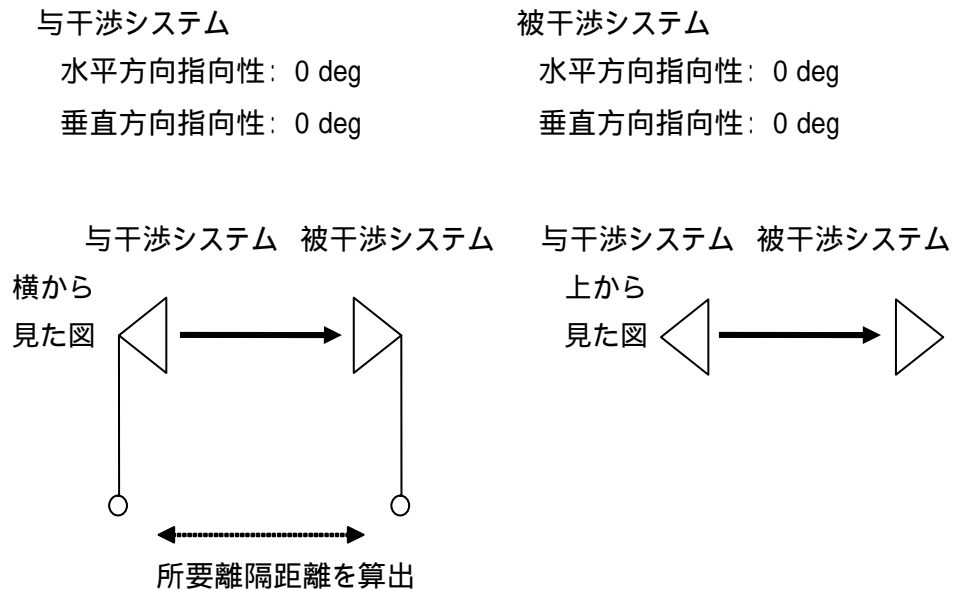 与干渉システム
水平方向指向性: 0 deg
垂直方向指向性: 0 deg
被干渉システム
水平方向指向性: 0 deg
垂直方向指向性: 0 deg
与干渉システム 被干渉システム
横から
見た図
所要離隔距離を算出
与干渉システム 被干渉システム
上から
見た図